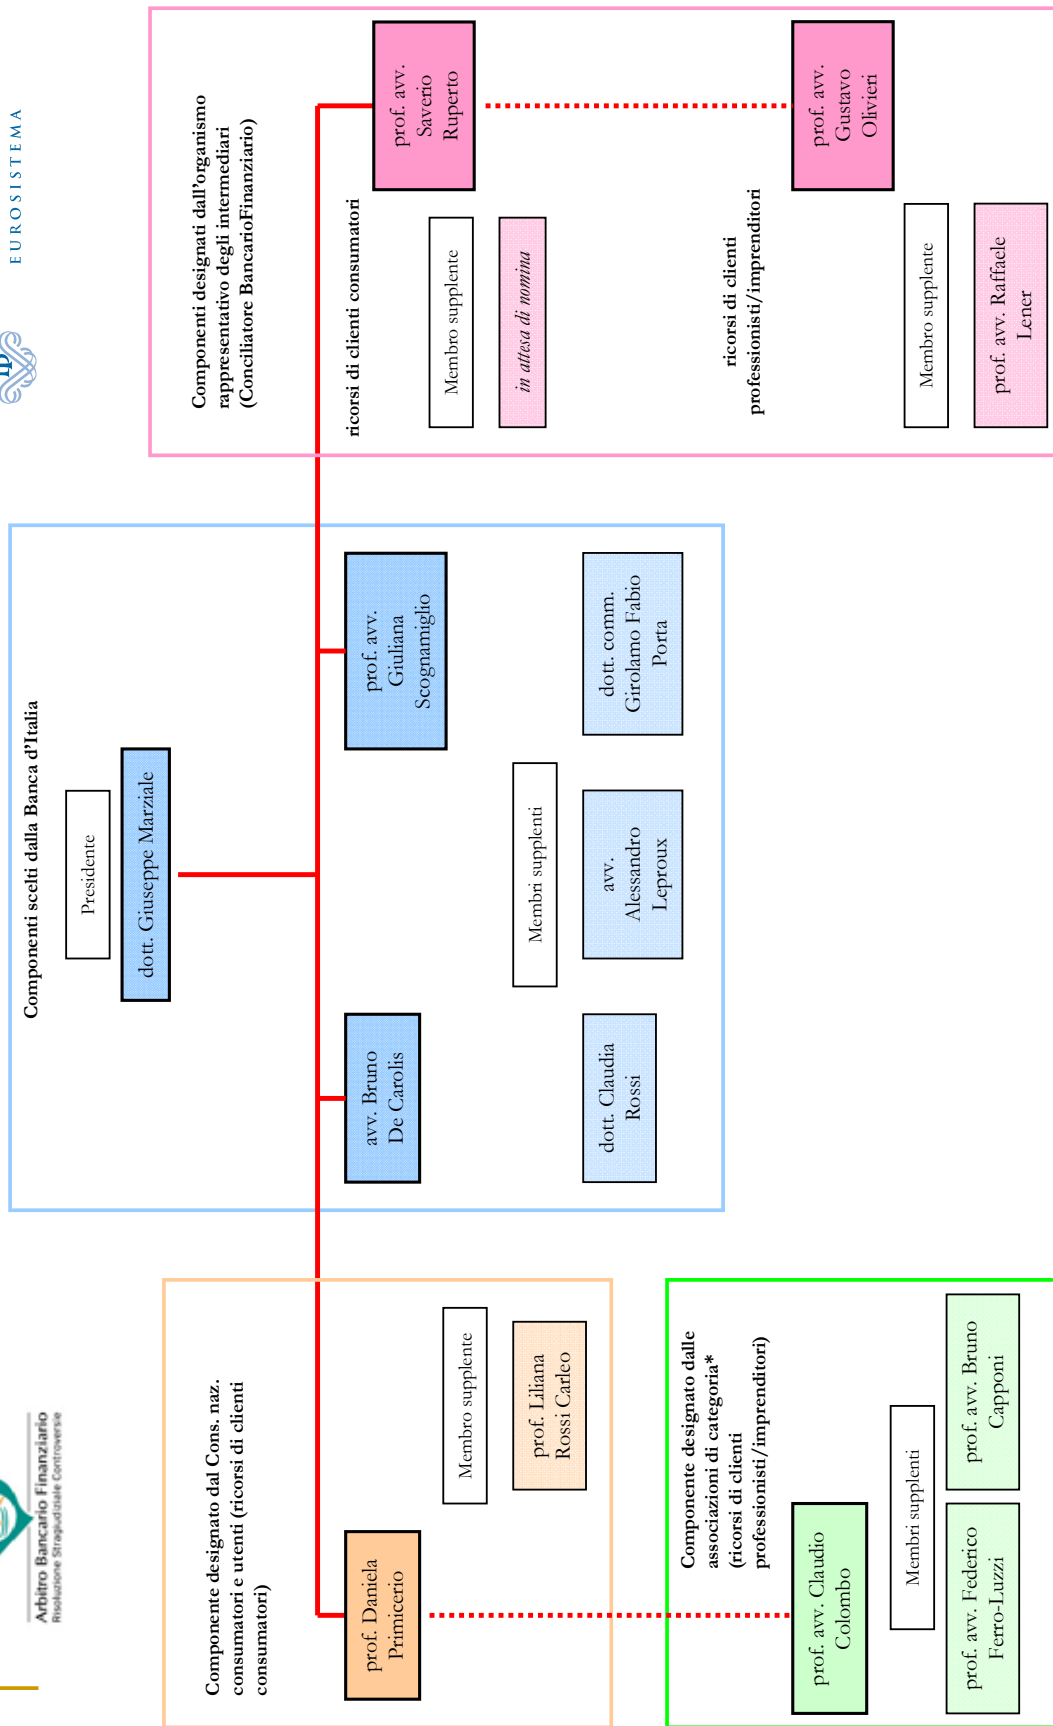 Arbitro Bancario Finanziario
Risoluzione Stragiudiziale Controversie
EUROSISTEMA
Componenti scelti dalla Banca d'Italia
Presidente
dott. Giuseppe Marziale
avv. Bruno
De Carolis
prof. avv.
Giuliana
Scognamiglio
Membri supplenti
dott. Claudia
Rossi
avv.
Alessandro
Leproux
dott. comm.
Girolamo Fabio
Porta
Componente designato dal Cons. naz.
consumatori e utenti (ricorsi di clienti
consumatori)
prof. Daniela
Primicerio
Membro supplente
prof. Liliana
Rossi Carleo
Componente designato dalle
associazioni di categoria*
(ricorsi di clienti
professionisti/imprenditori)
prof. avv. Claudio
Colombo
Membri supplenti
prof. avv. Federico
Ferro-Luzzi
prof. avv. Bruno
Capponi
Componenti designati dall'organismo
rappresentativo degli intermediari
(Conciliatore BancarioFinanziario)
ricorsi di clienti consumatori
prof. avv.
Saverio
Ruperto
Membro supplente
in attesa di nomina
ricorsi di clienti
professionisti/imprenditori
prof. avv.
Gustavo
Olivieri
Membro supplente
prof. avv. Raffaele
Lener